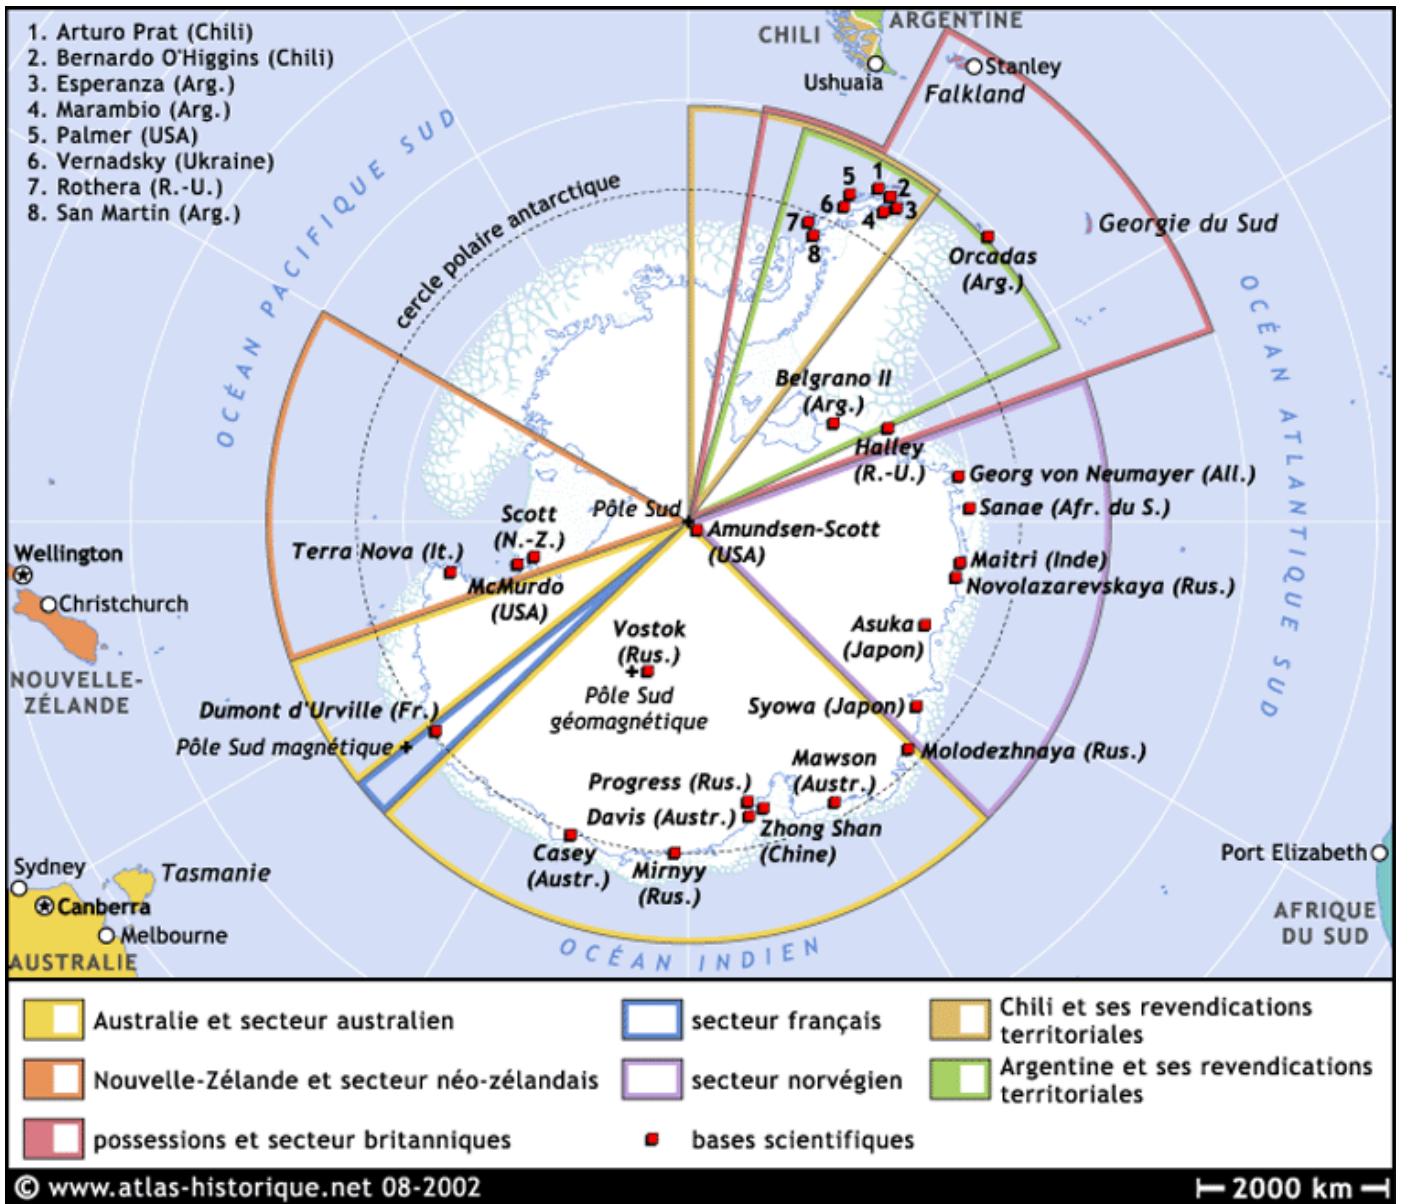 1. Arturo Prat (Chili)
2. Bernardo O'Higgins (Chili)
3. Esperanza (Arg.)
4. Marambio (Arg.)
5. Palmer (USA)
6. Vernadsky (Ukraine)
7. Rothera (R.-U.)
8. San Martin (Arg.)
CHILI
ARGENTINE
Ushuaia
Stanley
Falkland
OCÉAN PACIFIQUE SUD
cercle polaire antarctique
5
1
2
6
4
3
7
8
Georgie du Sud
Orcadas
(Arg.)
OCÉAN ATLANTIQUE SUD
Belgrano II
(Arg.)
Halley
(R.-U.)
Georg von Neumayer (All.)
Sanae (Afr. du S.)
Pôle Sud
Amundsen-Scott
(USA)
Scott
(N.-Z.)
Terra Nova (It.)
McMurdo
(USA)
Maitri (Inde)
Novolazarevskaya (Rus.)
Wellington
Christchurch
NOUVELLE-
ZÉLANDE
Vostok
(Rus.)
Pôle Sud
géomagnétique
Asuka
(Japon)
Syowa (Japon)
Dumont d'Urville (Fr.)
Pôle Sud magnétique
Molodezhnaya (Rus.)
Mawson
(Austr.)
Progress (Rus.)
Davis (Austr.)
Zhong Shan
(Chine)
Casey
(Austr.)
Mirnyy
(Rus.)
Sydney
Tasmanie
Canberra
Melbourne
AUSTRALIE
OCÉAN INDIEN
Port Elizabeth
AFRIQUE
DU SUD
Australie et secteur australien
secteur français
Chili et ses revendications
territoriales
Nouvelle-Zélande et secteur néo-zélandais
secteur norvégien
Argentine et ses revendications
territoriales
possessions et secteur britanniques
bases scientifiques
© www.atlas-historique.net 08-2002
2000 km